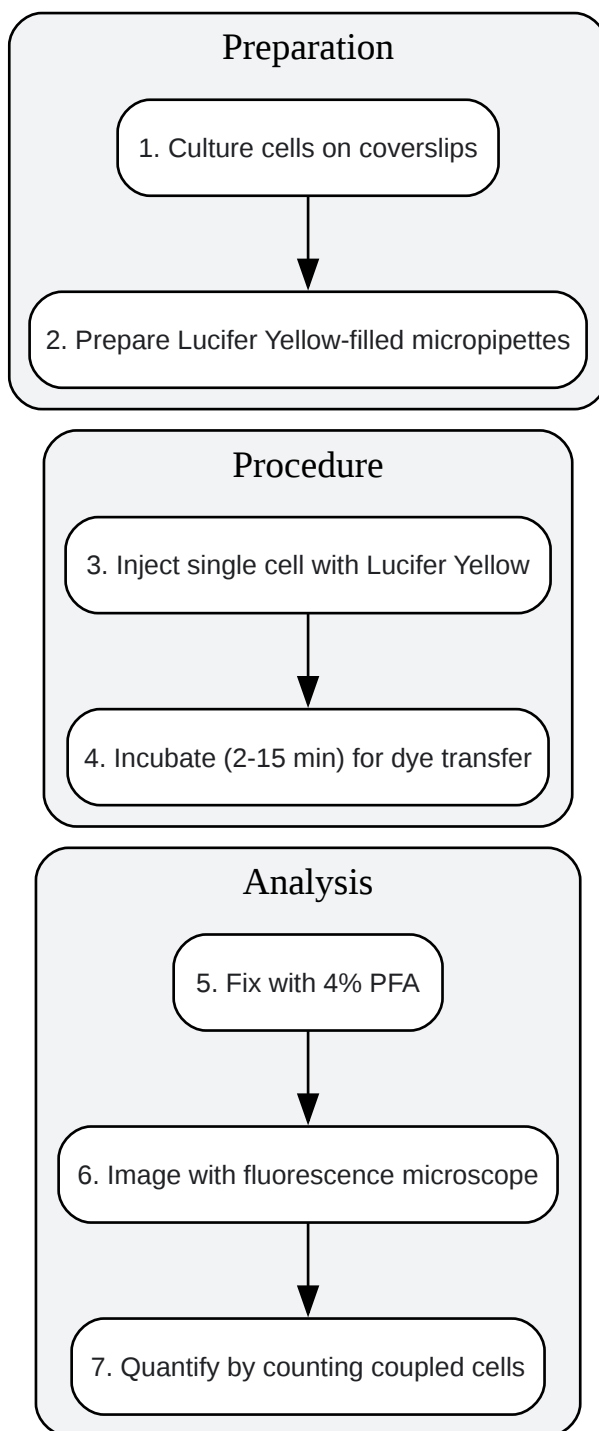 Preparation
1. Culture cells on coverslips
2. Prepare Lucifer Yellow-filled micropipettes
Procedure
3. Inject single cell with Lucifer Yellow
4. Incubate (2-15 min) for dye transfer
Analysis
5. Fix with 4% PFA
6. Image with fluorescence microscope
7. Quantify by counting coupled cells